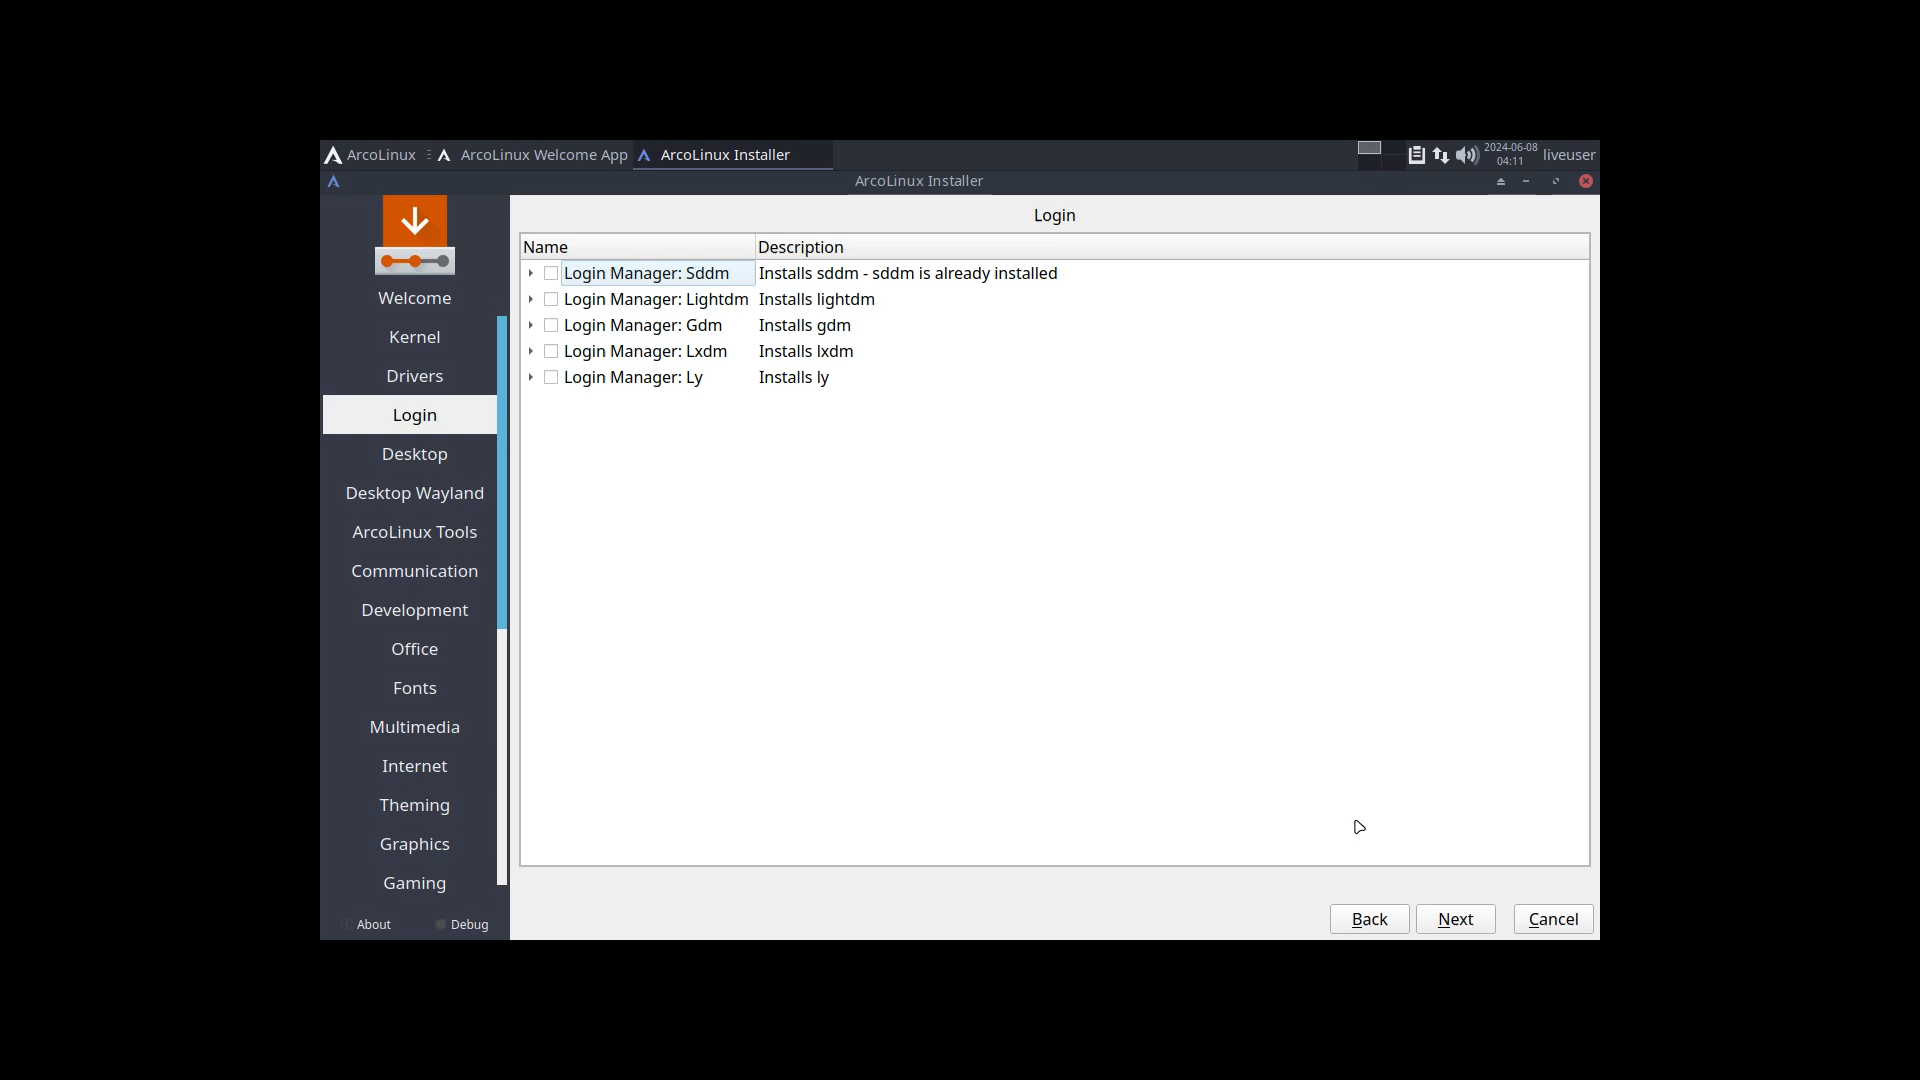 ArcoLinux
ArcoLinux Welcome App
ArcoLinux Installer
2024-06-08
04:11
liveuser
ArcoLinux Installer
Welcome
Kernel
Drivers
Login
Desktop
Desktop Wayland
ArcoLinux Tools
Communication
Development
Office
Fonts
Multimedia
Internet
Theming
Graphics
Gaming
About
Debug
Login
Name Description
Login Manager: Sddm Installs sddm - sddm is already installed
Login Manager: Lightdm Installs lightdm
Login Manager: Gdm Installs gdm
Login Manager: Lxdm Installs lxdm
Login Manager: Ly Installs ly
Back
Next
Cancel